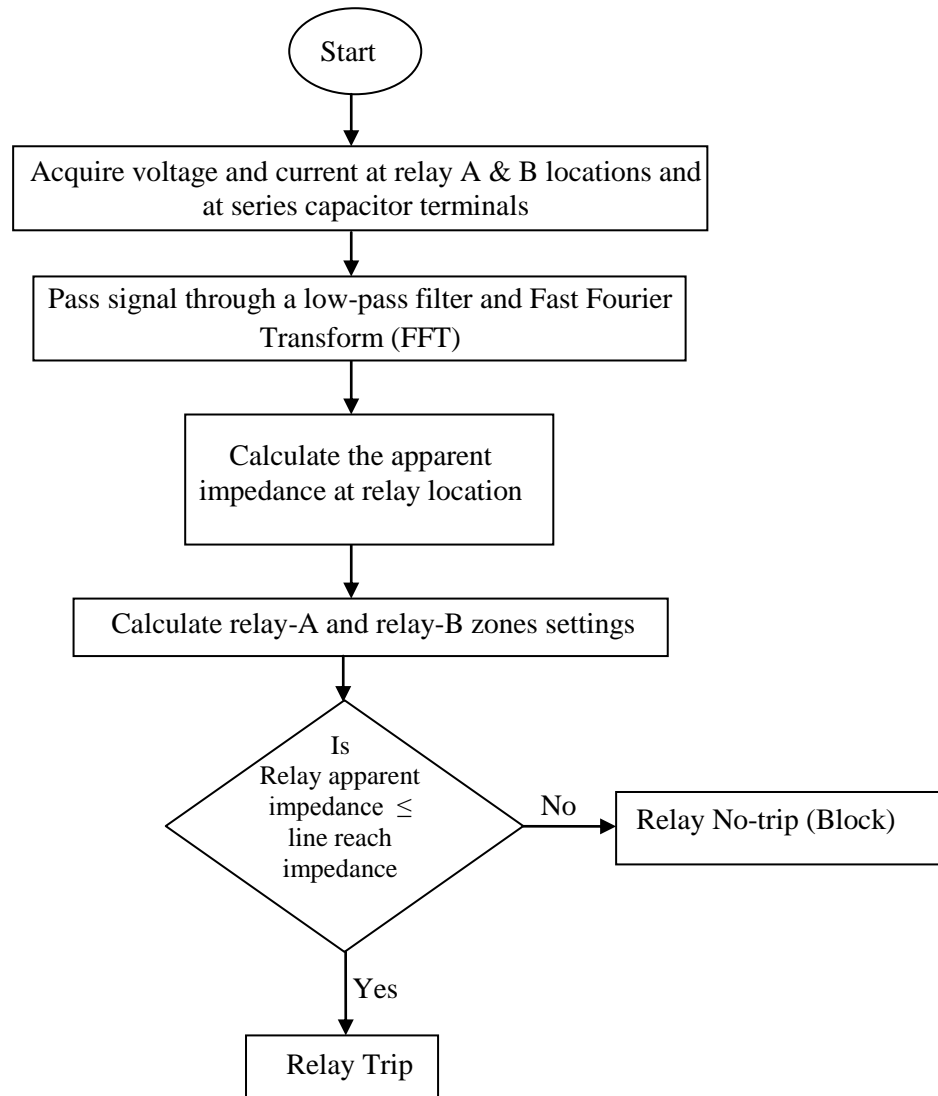 Start
Acquire voltage and current at relay A & B locations and
at series capacitor terminals
Pass signal through a low-pass filter and Fast Fourier
Transform (FFT)
Calculate the apparent
impedance at relay location
Calculate relay-A and relay-B zones settings
Is
Relay apparent
impedance ≤
line reach
impedance
No
Relay No-trip (Block)
Yes
Relay Trip